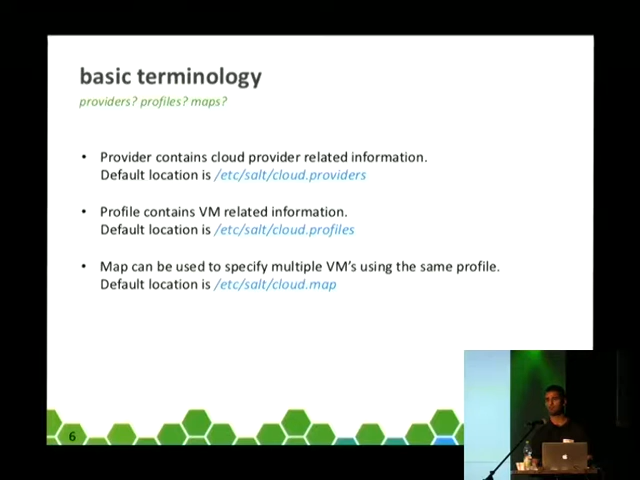 basic terminology
providers? profiles? maps?
• Provider contains cloud provider related information.
Default location is /etc/salt/cloud.providers
• Profile contains VM related information.
Default location is /etc/salt/cloud.profiles
• Map can be used to specify multiple VM's using the same profile.
Default location is /etc/salt/cloud.map
6